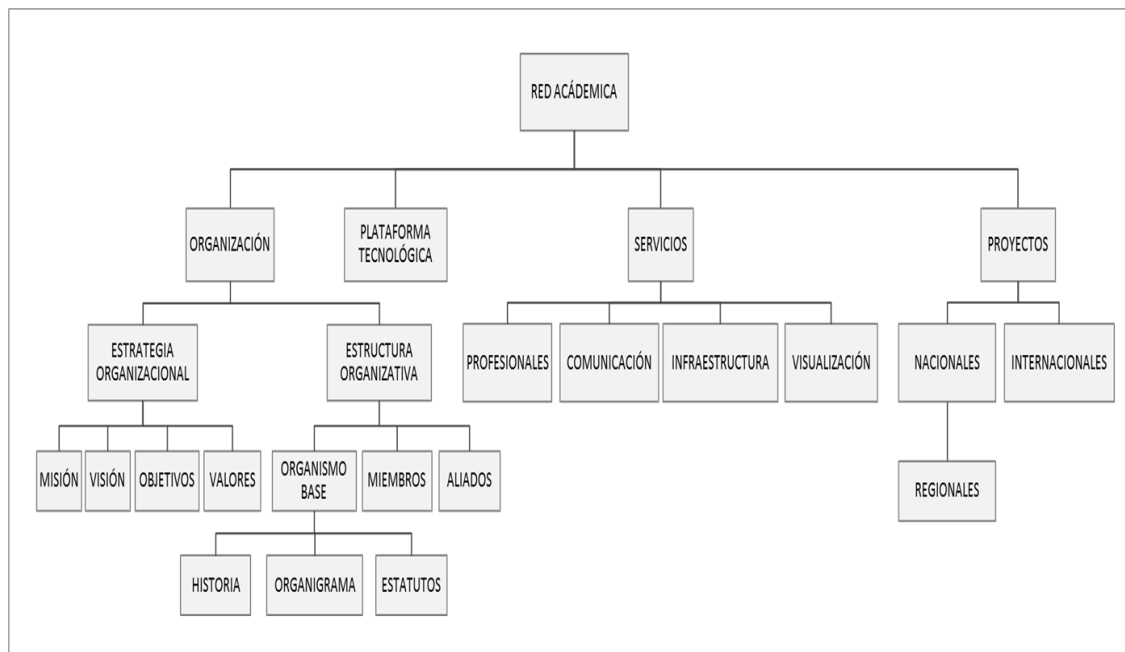 RED ACÁDEMICA
ORGANIZACIÓN
PLATAFORMA
TECNOLÓGICA
SERVICIOS
PROYECTOS
ESTRATEGIA
ORGANIZACIONAL
ESTRUCTURA
ORGANIZATIVA
PROFESIONALES
COMUNICACIÓN
INFRAESTRUCTURA
VISUALIZACIÓN
NACIONALES
INTERNACIONALES
MISIÓN
VISIÓN
OBJETIVOS
VALORES
ORGANISMO
BASE
MIEMBROS
ALIADOS
REGIONALES
HISTORIA
ORGANIGRAMA
ESTATUTOS